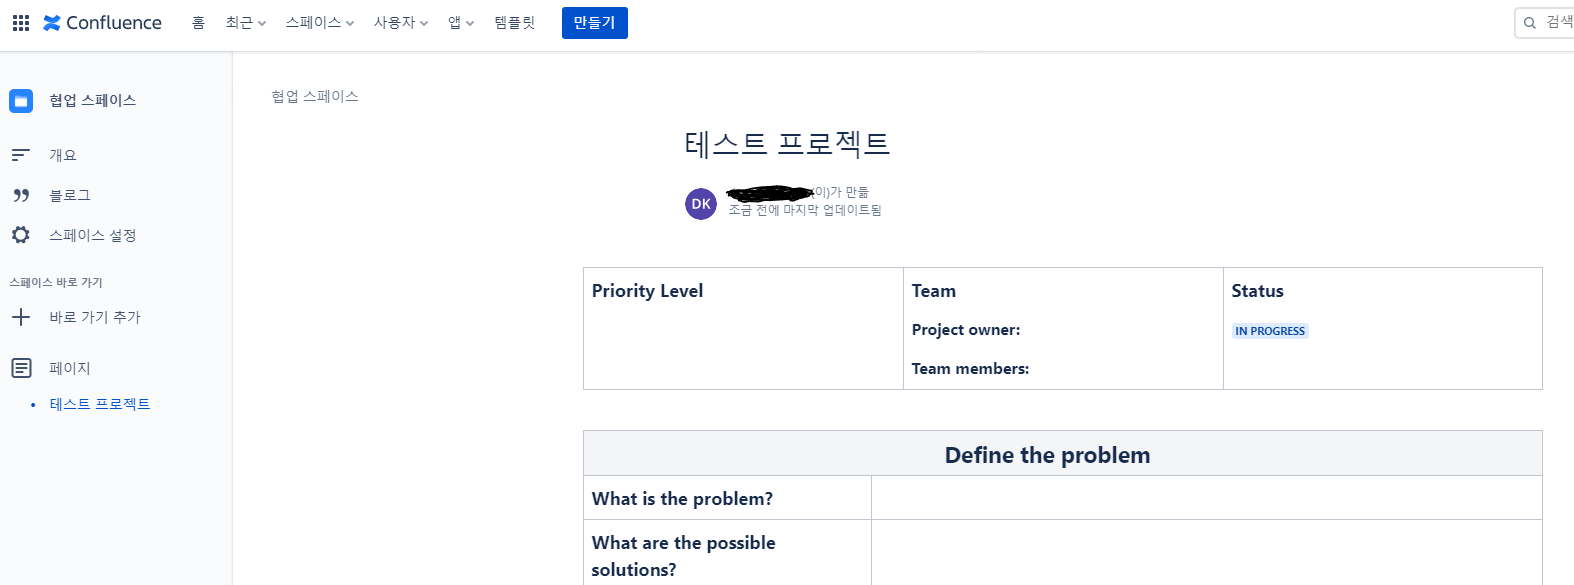 Confluence 홈 최근 스페이스 사용자 앱 템플릿 만들기 검색
협업 스페이스
개요
블로그
스페이스 설정
스페이스 바로 가기
바로 가기 추가
페이지
• 테스트 프로젝트
협업 스페이스
테스트 프로젝트
DK
(이)가 만듦
조금 전에 마지막 업데이트됨
Priority Level
Team
Project owner:
Team members:
Status
IN PROGRESS
Define the problem
What is the problem?
What are the possible
solutions?